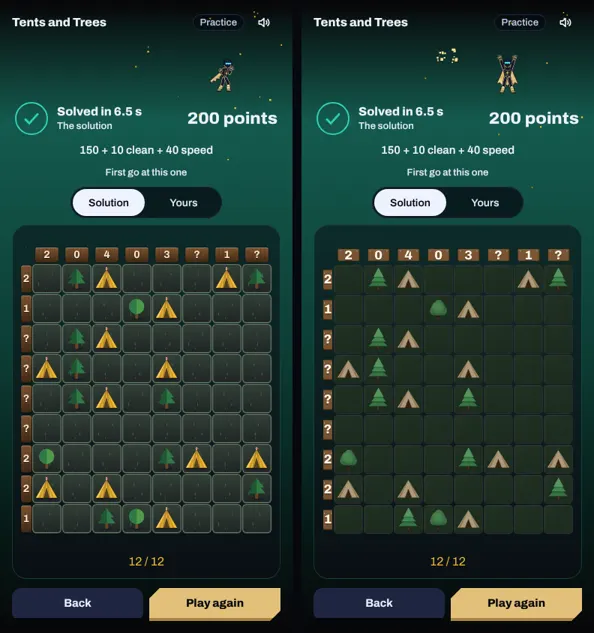 Tents and Trees
Practice
Solved in 6.5 s
The solution
200 points
150 + 10 clean + 40 speed
First go at this one
Solution
Yours
2 0 4 0 3 ? 1 ?
2
1
?
?
?
?
2
2
1
12 / 12
Back
Play again
Tents and Trees
Practice
Solved in 6.5 s
The solution
200 points
150 + 10 clean + 40 speed
First go at this one
Solution
Yours
2 0 4 0 3 ? 1 ?
2
1
?
?
?
?
2
2
1
12 / 12
Back
Play again